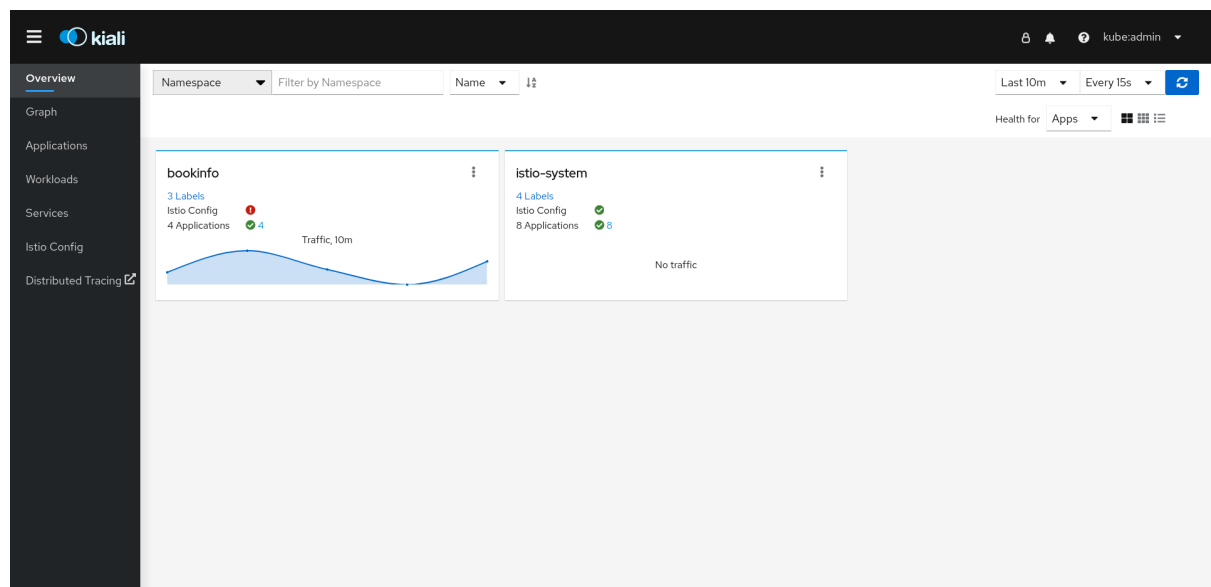 kiali
kube:admin
Overview
Graph
Applications
Workloads
Services
Istio Config
Distributed Tracing
Namespace Filter by Namespace Name Last 10m Every 15s
Health for Apps
bookinfo
3 Labels
Istio Config
4 Applications 4
Traffic, 10m
istio-system
4 Labels
Istio Config
8 Applications 8
No traffic